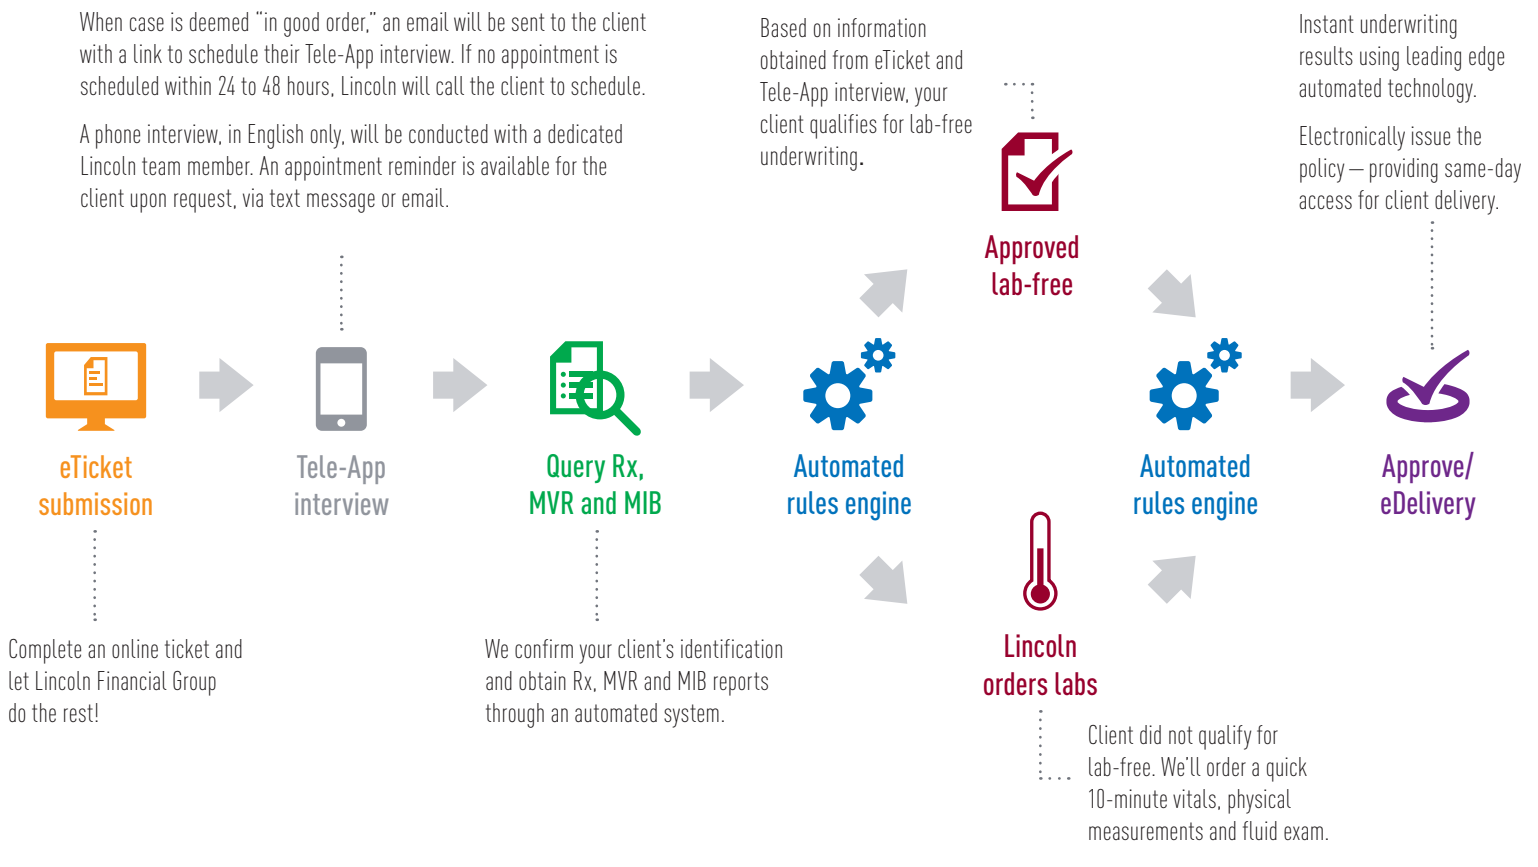 When case is deemed “in good order,” an email will be sent to the client
with a link to schedule their Tele-App interview. If no appointment is
scheduled within 24 to 48 hours, Lincoln will call the client to schedule.
A phone interview, in English only, will be conducted with a dedicated
Lincoln team member. An appointment reminder is available for the
client upon request, via text message or email.
Based on information
obtained from eTicket and
Tele-App interview, your
client qualifies for lab-free
underwriting.
Instant underwriting
results using leading edge
automated technology.
Electronically issue the
policy — providing same-day
access for client delivery.
Approved
lab-free
eTicket
submission
Tele-App
interview
Query Rx,
MVR and MIB
Automated
rules engine
Automated
rules engine
Approve/
eDelivery
Lincoln
orders labs
Complete an online ticket and
let Lincoln Financial Group
do the rest!
We confirm your client’s identification
and obtain Rx, MVR and MIB reports
through an automated system.
Client did not qualify for
lab-free. We’ll order a quick
10-minute vitals, physical
measurements and fluid exam.